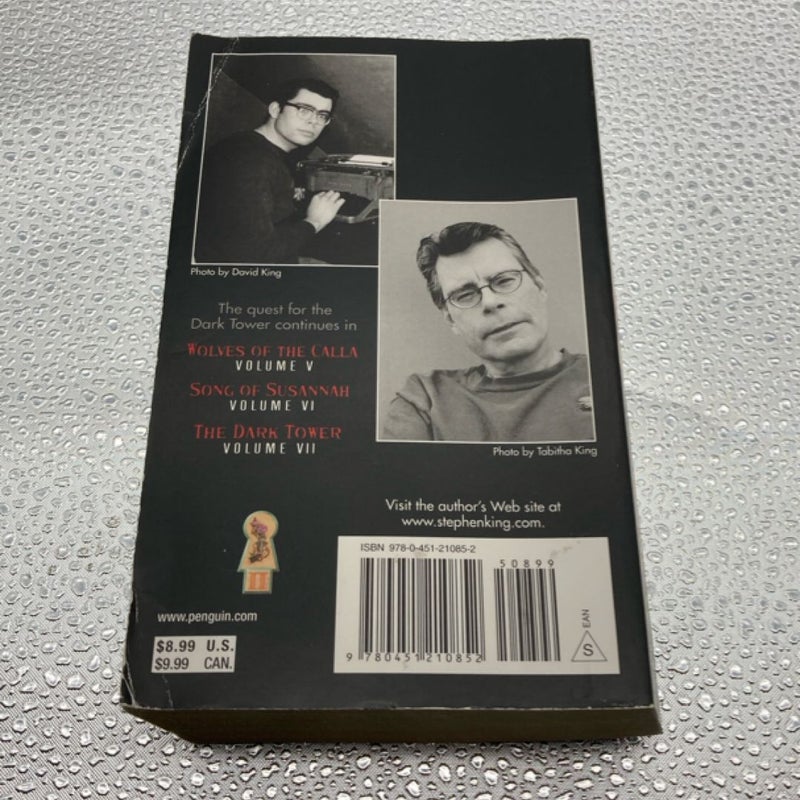 Photo by David King
The quest for the
Dark Tower continues in
WOLVES OF THE CALLA
VOLUME V
SONG OF SUSANNAH
VOLUME VI
THE DARK TOWER
VOLUME VII
Photo by Tabitha King
Visit the author's Web site at
www.stephenking.com.
ISBN 978-0-451-21085-2
50899
9 780451 210852
EAN
S
www.penguin.com
$8.99 U.S.
$9.99 CAN.